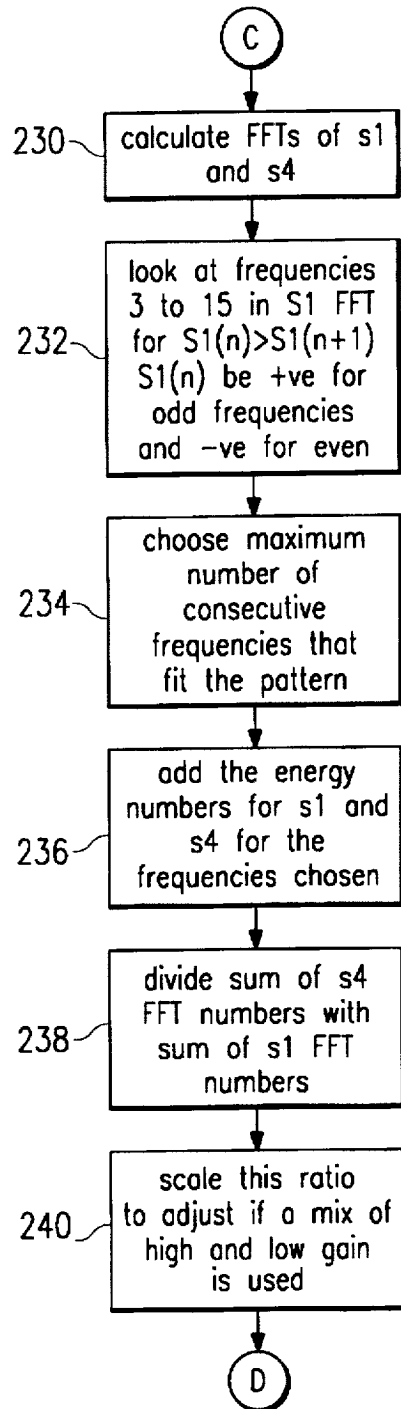 C
230
calculate FFTs of s1
and s4
232
look at frequencies
3 to 15 in S1 FFT
for S1(n)>S1(n+1)
S1(n) be +ve for
odd frequencies
and -ve for even
234
choose maximum
number of
consecutive
frequencies that
fit the pattern
236
add the energy
numbers for s1 and
s4 for the
frequencies chosen
238
divide sum of s4
FFT numbers with
sum of s1 FFT
numbers
240
scale this ratio
to adjust if a mix of
high and low gain
is used
D